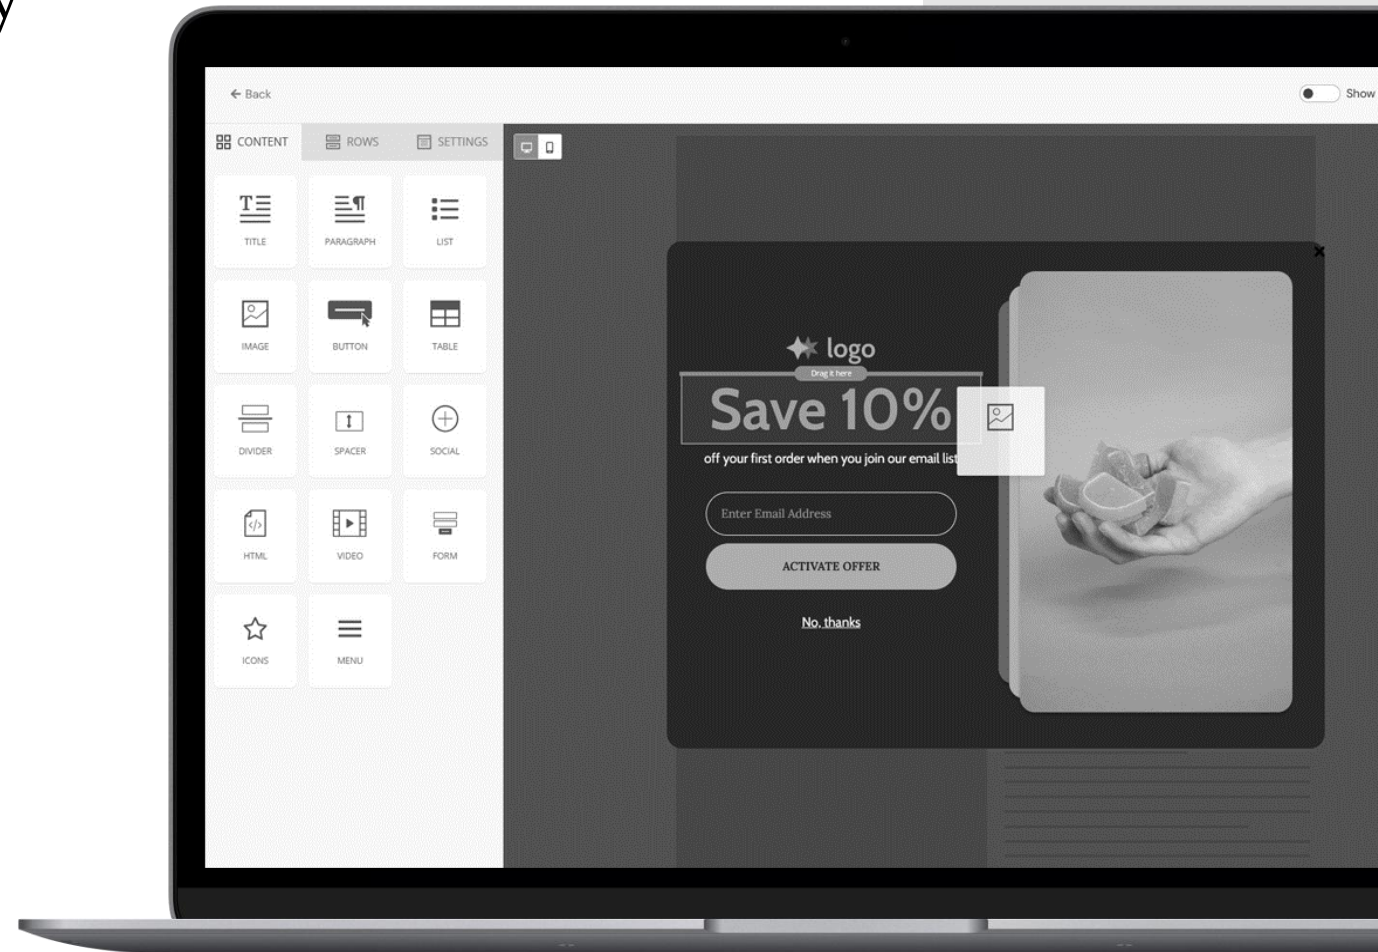 y
Back
Show
CONTENT
ROWS
SETTINGS
TITLE
PARAGRAPH
LIST
IMAGE
BUTTON
TABLE
DIVIDER
SPACER
SOCIAL
HTML
VIDEO
FORM
ICONS
MENU
logo
Drag it here
Save 10%
off your first order when you join our email list
Enter Email Address
ACTIVATE OFFER
No, thanks